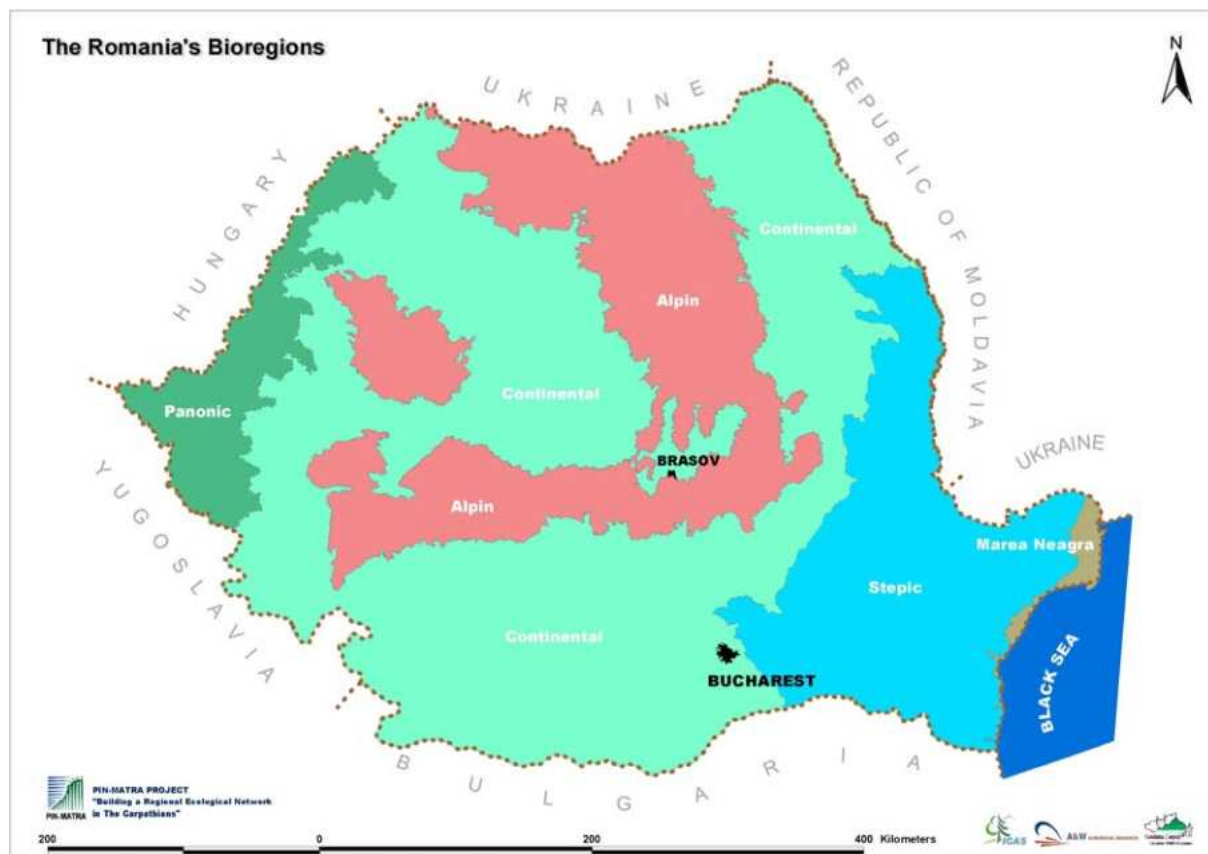 The Romania's Bioregions
N
UKRAINE
REPUBLIC OF MOLDAVIA
HUNGARY
Continental
Alpin
Continental
Panonic
BRASOV
UKRAINE
YUGOSLAVIA
Alpin
Marea Neagra
Stepic
Continental
BLACK SEA
BUCHAREST
BULGARIA
PIN-MATRA
PIN-MATRA PROJECT
"Building a Regional Ecological Network
in The Carpathians"
200 0 200 400 Kilometers
ICAS
A&W